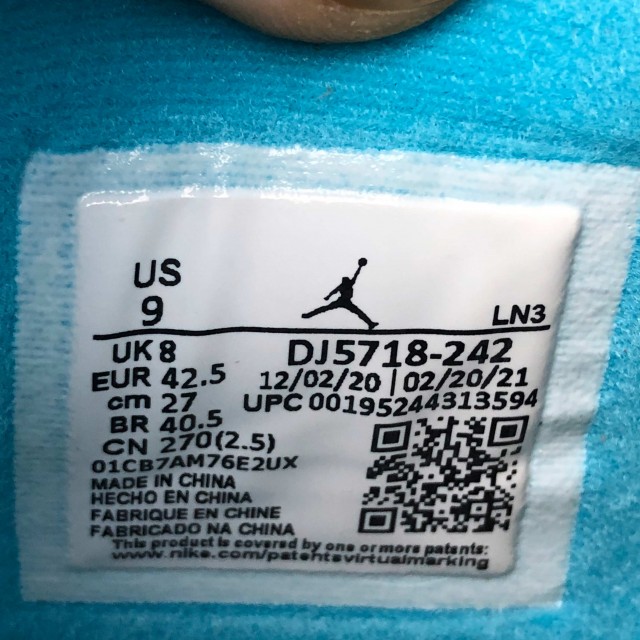 US
9
LN3
UK 8
DJ5718-242
EUR 42.5
12/02/20 | 02/20/21
cm 27
UPC 00195244313594
BR 40.5
CN 270(2.5)
01CB7AM76E2UX
MADE IN CHINA
HECHO EN CHINA
FABRIQUE EN CHINE
FABRICADO NA CHINA
This product is covered by one or more patents.
www.nike.com/patentsvirtualmarking